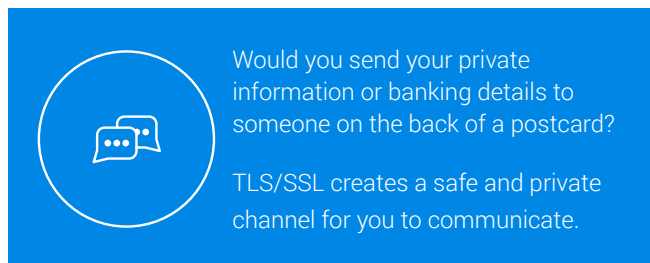 Would you send your private
information or banking details to
someone on the back of a postcard?
TLS/SSL creates a safe and private
channel for you to communicate.